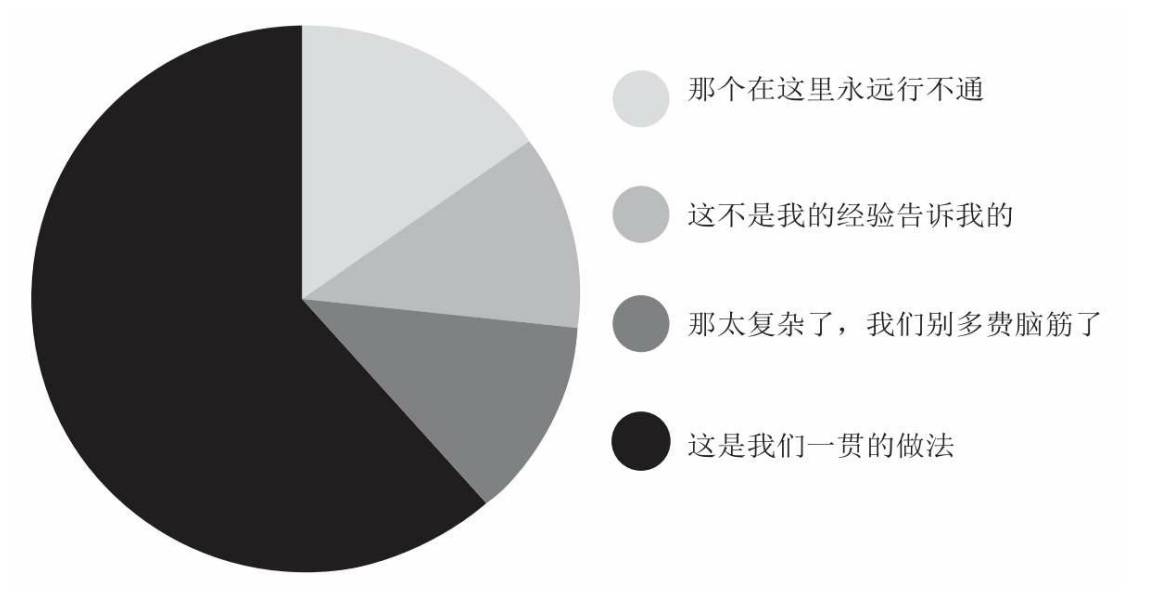 那个在这里永远行不通
这不是我的经验告诉我的
那太复杂了，我们别多费脑筋了
这是我们一贯的做法